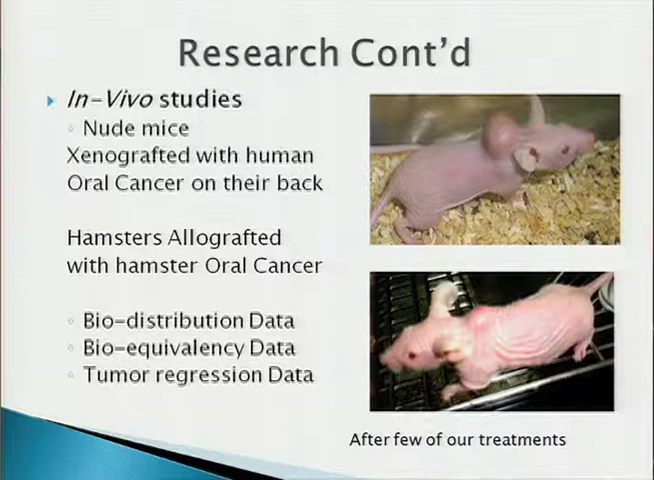 Research Cont'd
In-Vivo studies
Nude mice
Xenografted with human
Oral Cancer on their back
Hamsters Allografted
with hamster Oral Cancer
Bio-distribution Data
Bio-equivalency Data
Tumor regression Data
After few of our treatments